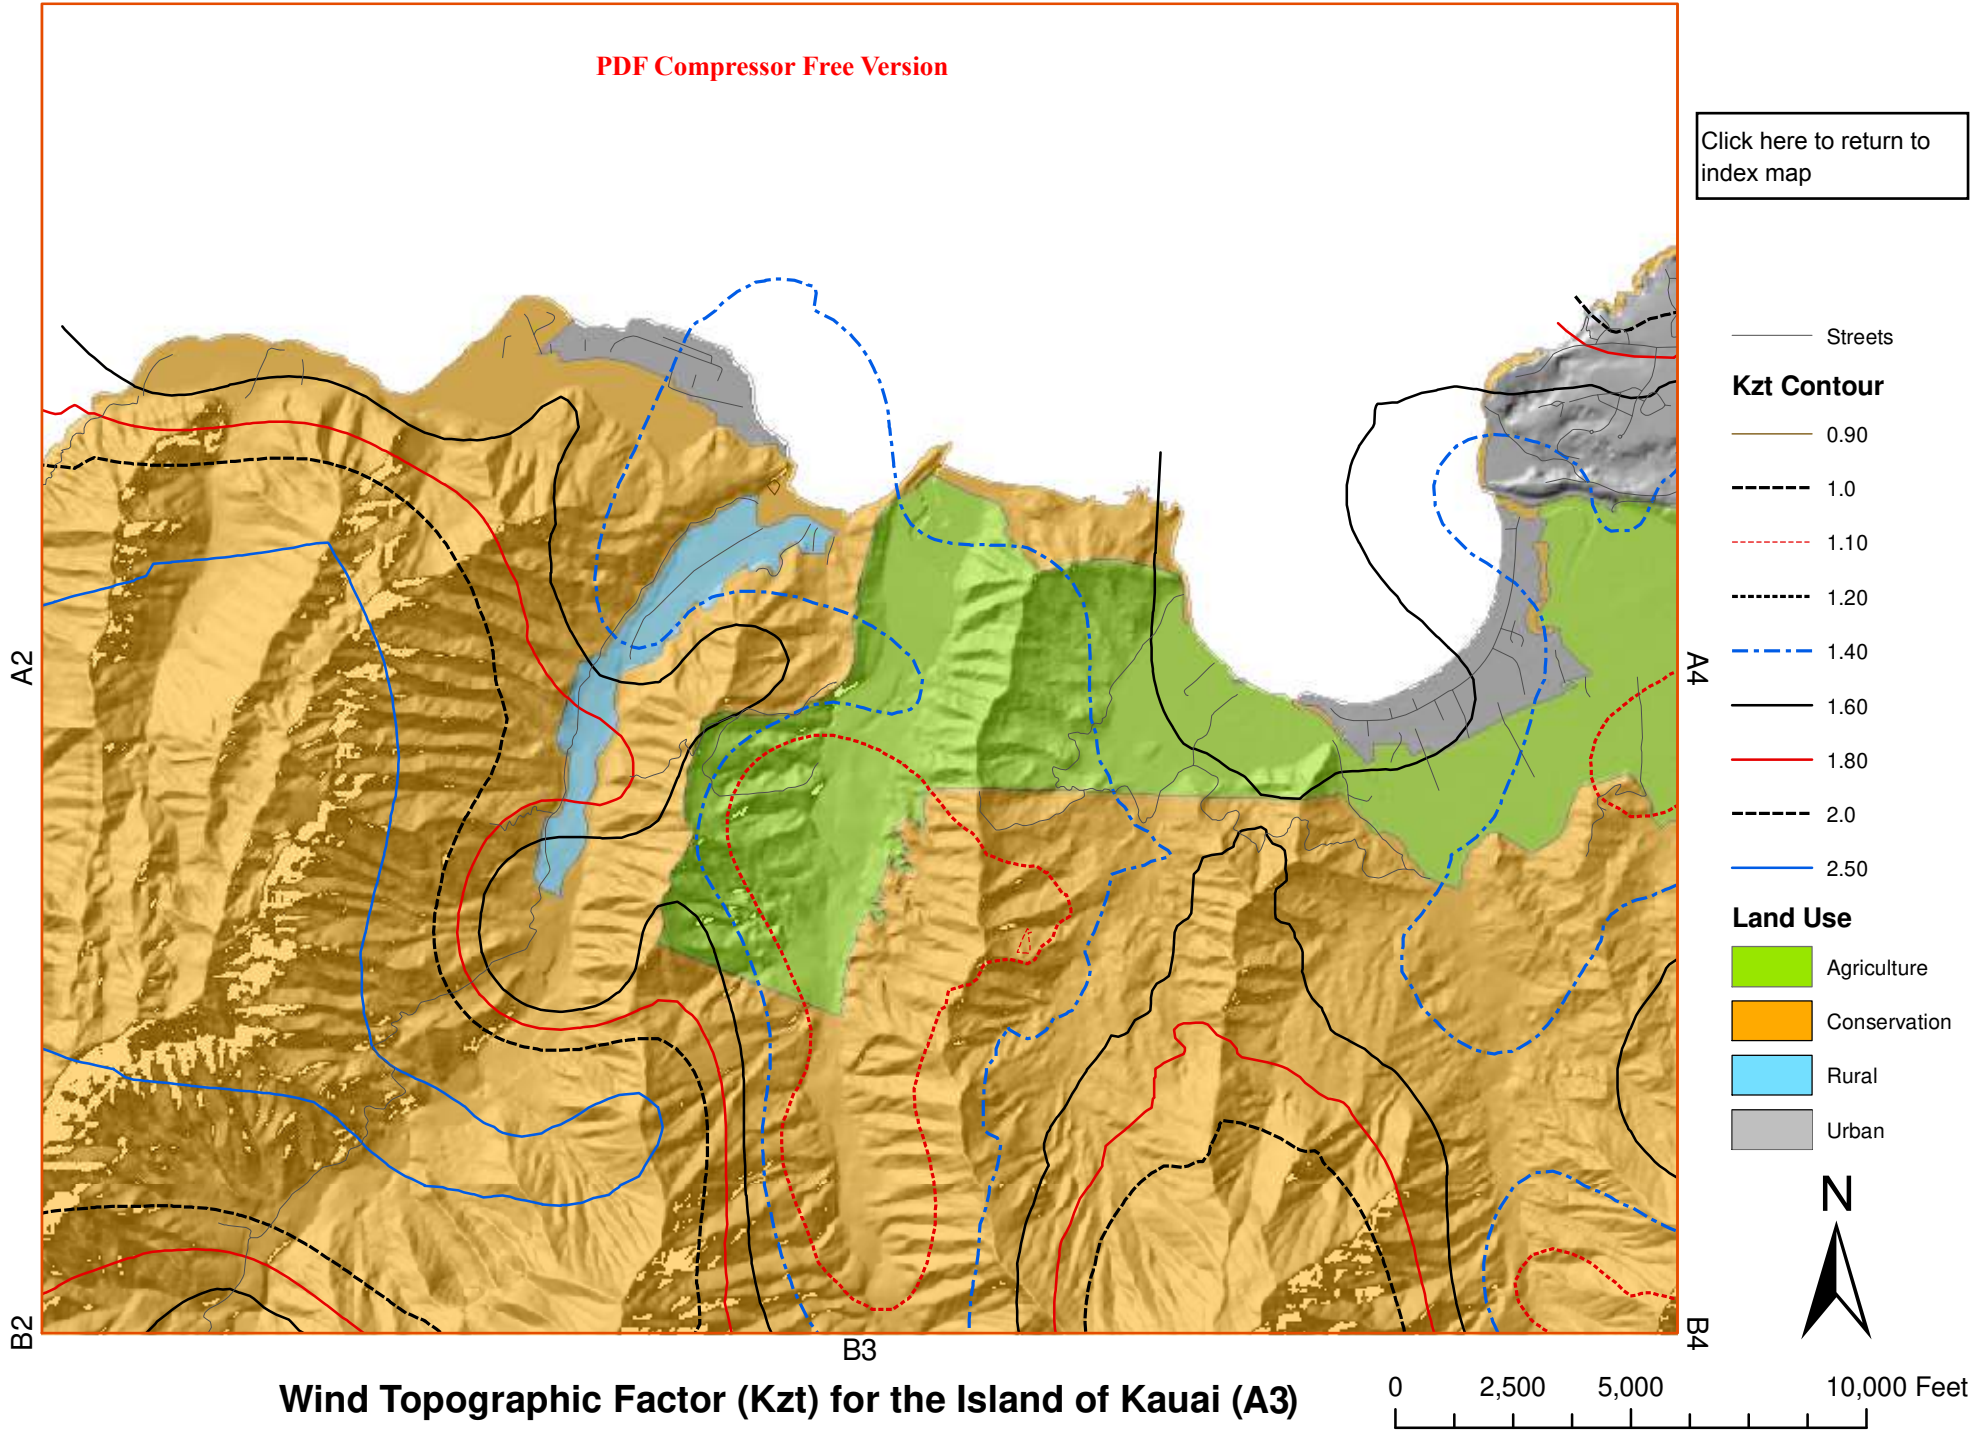 PDF Compressor Free Version
Click here to return to
index map
Streets
Kzt Contour
0.90
1.0
1.10
1.20
1.40
1.60
1.80
2.0
2.50
Land Use
Agriculture
Conservation
Rural
Urban
N
A2
A4
B2
B3
B4
Wind Topographic Factor (Kzt) for the Island of Kauai (A3)
0 2,500 5,000 10,000 Feet